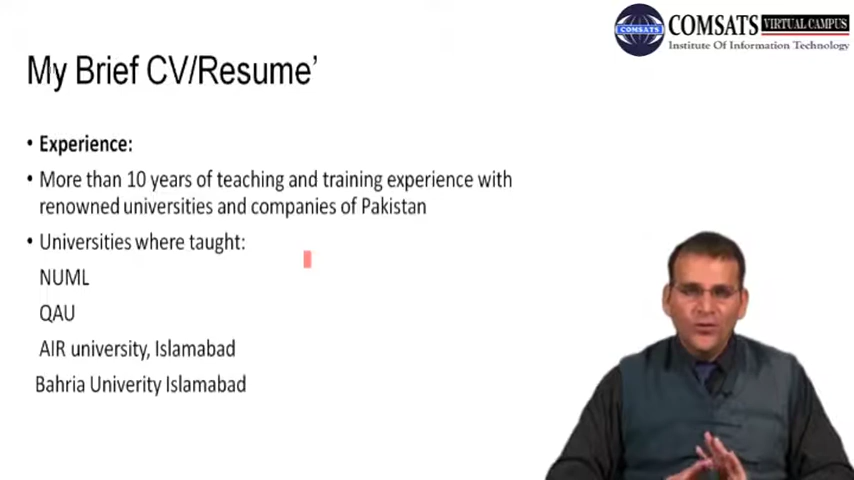 COMSATS
COMSATS VIRTUAL CAMPUS
Institute Of Information Technology
My Brief CV/Resume’
• Experience:
• More than 10 years of teaching and training experience with
renowned universities and companies of Pakistan
• Universities where taught:
NUML
QAU
AIR university, Islamabad
Bahria Univerity Islamabad